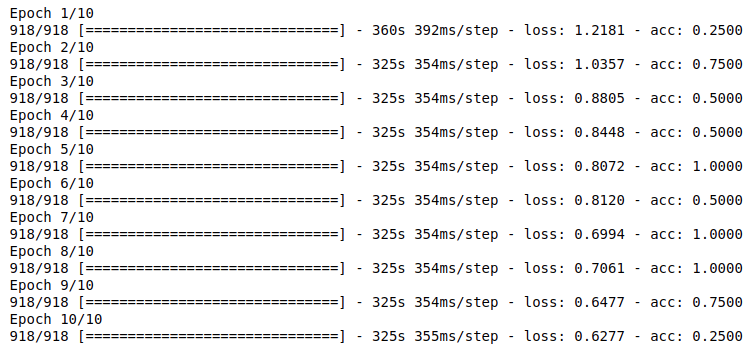 Epoch 1/10
918/918 [==============================] - 360s 392ms/step - loss: 1.2181 - acc: 0.2500
Epoch 2/10
918/918 [==============================] - 325s 354ms/step - loss: 1.0357 - acc: 0.7500
Epoch 3/10
918/918 [==============================] - 325s 354ms/step - loss: 0.8805 - acc: 0.5000
Epoch 4/10
918/918 [==============================] - 325s 354ms/step - loss: 0.8448 - acc: 0.5000
Epoch 5/10
918/918 [==============================] - 325s 354ms/step - loss: 0.8072 - acc: 1.0000
Epoch 6/10
918/918 [==============================] - 325s 354ms/step - loss: 0.8120 - acc: 0.5000
Epoch 7/10
918/918 [==============================] - 325s 354ms/step - loss: 0.6994 - acc: 1.0000
Epoch 8/10
918/918 [==============================] - 325s 354ms/step - loss: 0.7061 - acc: 1.0000
Epoch 9/10
918/918 [==============================] - 325s 354ms/step - loss: 0.6477 - acc: 0.7500
Epoch 10/10
918/918 [==============================] - 325s 355ms/step - loss: 0.6277 - acc: 0.2500